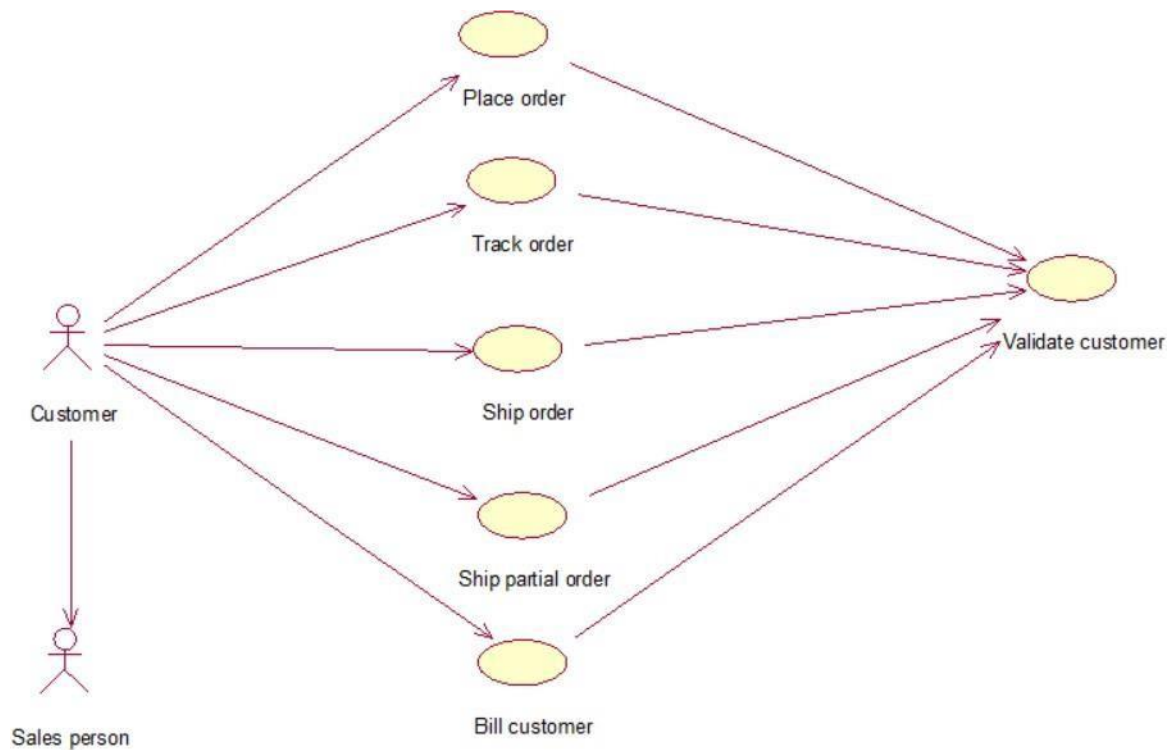 Place order
Track order
Validate customer
Customer
Ship order
Ship partial order
Bill customer
Sales person